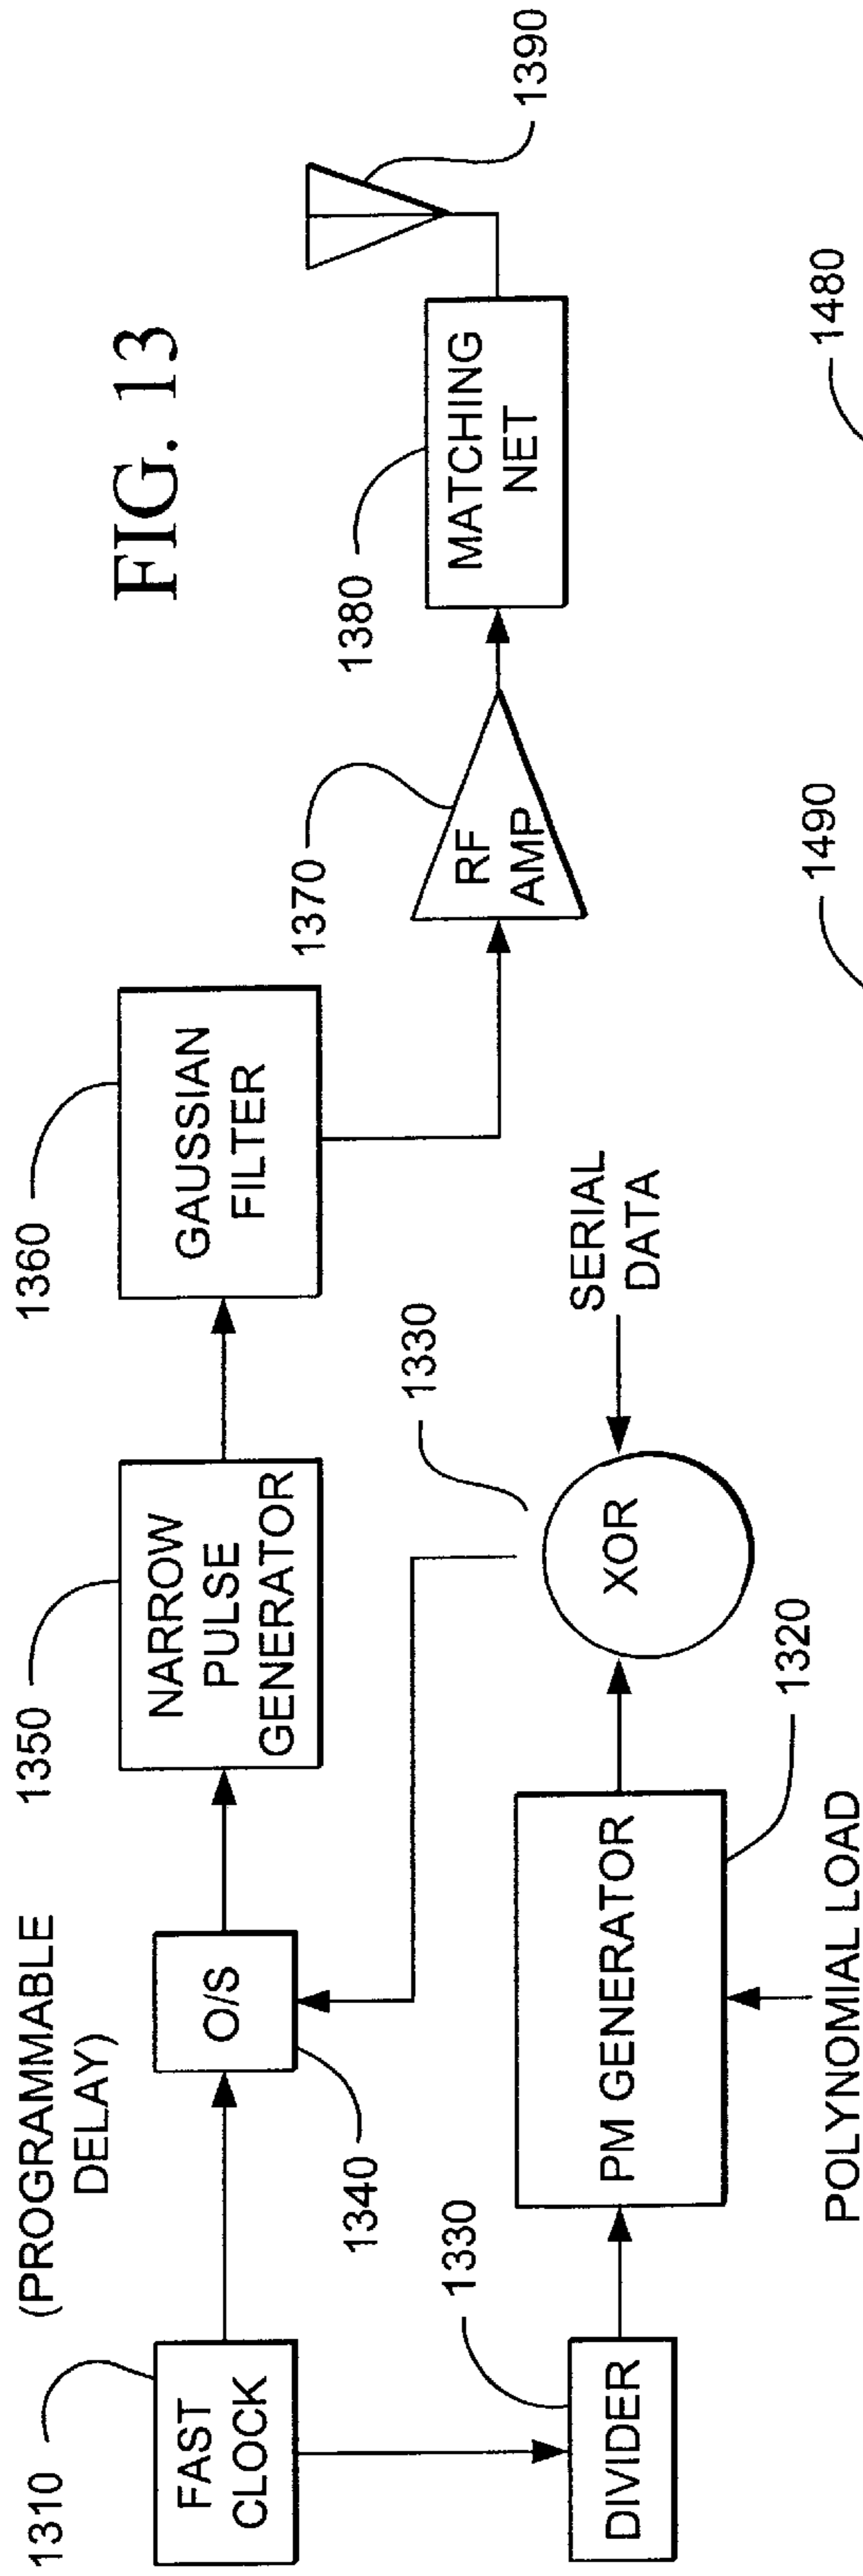 FIG. 13
1310
FAST
CLOCK
(PROGRAMMABLE
DELAY)
O/S
1340
1350
NARROW
PULSE
GENERATOR
1360
GAUSSIAN
FILTER
1370
RF
AMP
1380
MATCHING
NET
1390
1330
DIVIDER
PM GENERATOR
1320
POLYNOMIAL LOAD
1330
XOR
SERIAL
DATA
1490
1480